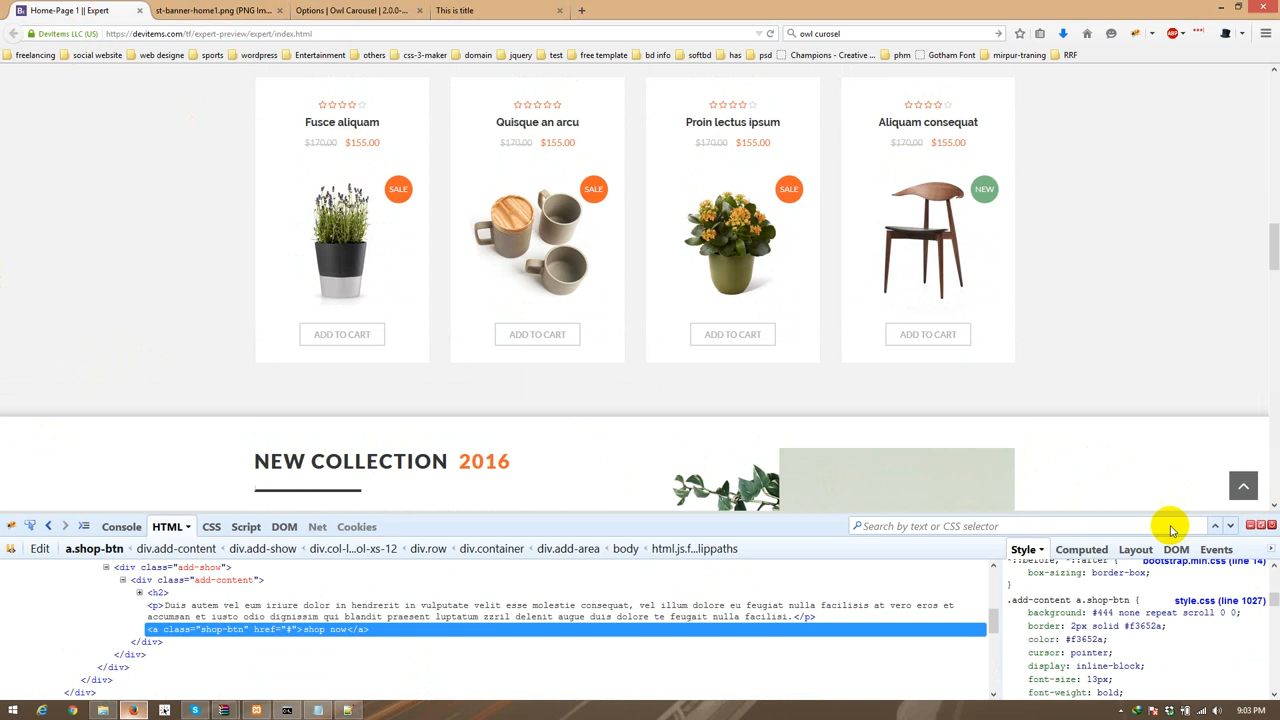 Home-Page 1 || Expert
st-banner-home1.png (PNG Im...
Options | Owl Carousel | 2.0.0-...
This is title
DevItems LLC (US)
https://devitems.com/tf/expert-preview/expert/index.html
owl curosel
freelancing
social website
web designe
sports
wordpress
Entertainment
others
css-3-maker
domain
jquery
test
free template
bd info
softbd
has
psd
Champions - Creative ...
phm
Gotham Font
mirpur-traning
RRF
Fusce aliquam
Quisque an arcu
Proin lectus ipsum
Aliquam consequat
$170.00 $155.00
$170.00 $155.00
$170.00 $155.00
$170.00 $155.00
SALE
SALE
SALE
NEW
ADD TO CART
ADD TO CART
ADD TO CART
ADD TO CART
NEW COLLECTION 2016
Console
HTML
CSS
Script
DOM
Net
Cookies
Search by text or CSS selector
Edit
a.shop-btn
div.add-content
div.add-show
div.col-l...ol-xs-12
div.row
div.container
div.add-area
body
html.js.f...lippaths
Style
Computed
Layout
DOM
Events
<div class="add-show">
<div class="add-content">
<h2>
<p>Duis autem vel eum iriure dolor in hendrerit in vulputate velit esse molestie consequat, vel illum dolore eu feugiat nulla facilisis at vero eros et
accumsan et iusto odio dignissim qui blandit praesent luptatum zzril delenit augue duis dolore te feugait nulla facilisi.</p>
<a class="shop-btn" href="#">shop now</a>
</div>
</div>
</div>
</div>
*::before, *::after { bootstrap.min.css (line 14)
box-sizing: border-box;
}
.add-content a.shop-btn { style.css (line 1027)
background: #444 none repeat scroll 0 0;
border: 2px solid #f3652a;
color: #f3652a;
cursor: pointer;
display: inline-block;
font-size: 13px;
font-weight: bold;
9:03 PM